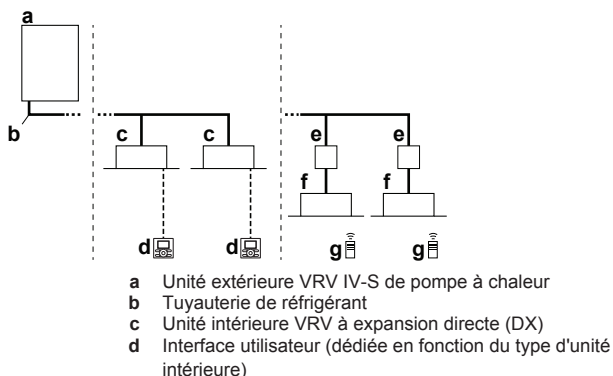 a
b
c c e e
f f
d d g g
a Unité extérieure VRV IV-S de pompe à chaleur
b Tuyauterie de réfrigérant
c Unité intérieure VRV à expansion directe (DX)
d Interface utilisateur (dédiée en fonction du type d'unité
intérieure)